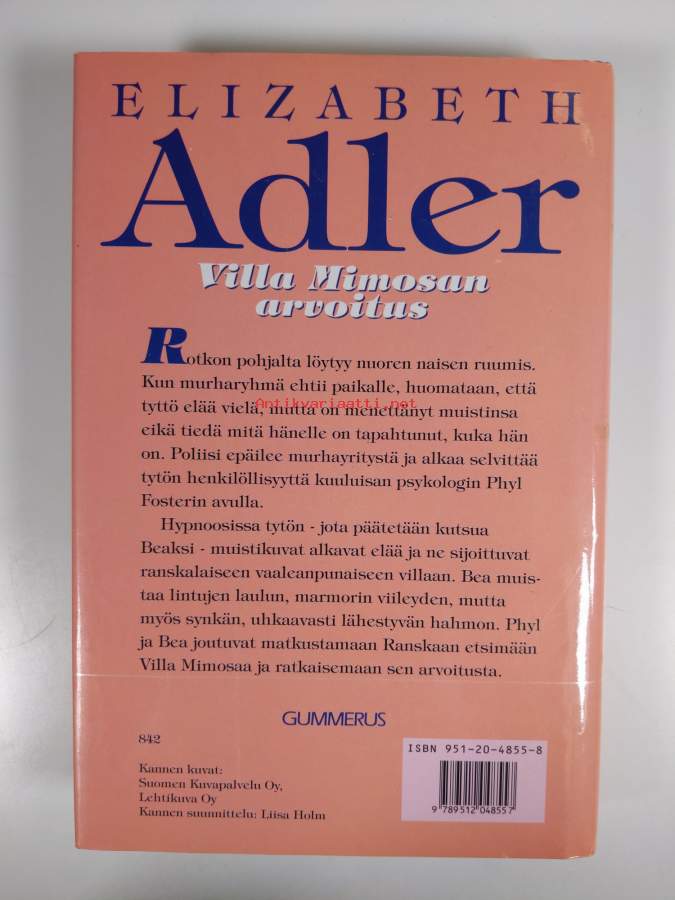 ELIZABETH
Adler
Villa Mimosan
arvoitus
Rotkon pohjalta löytyy nuoren naisen ruumis.
Kun murharyhmä ehtii paikalle, huomataan, että
Antikvariaatti.net
tyttö elää vielä, mutta on menettänyt muistinsa
eikä tiedä mitä hänelle on tapahtunut, kuka hän
on. Poliisi epäilee murhayritystä ja alkaa selvittää
tytön henkilöllisyyttä kuuluisan psykologin Phyl
Fosterin avulla.
Hypnoosissa tytön - jota päätetään kutsua
Beaksi - muistikuvat alkavat elää ja ne sijoittuvat
ranskalaiseen vaaleanpunaiseen villaan. Bea muis-
taa lintujen laulun, marmorin viileyden, mutta
myös synkän, uhkaavasti lähestyvän hahmon. Phyl
ja Bea joutuvat matkustamaan Ranskaan etsimään
Villa Mimosaa ja ratkaisemaan sen arvoitusta.
GUMMERUS
842
ISBN 951-20-4855-8
9 789512 048557
Kannen kuvat:
Suomen Kuvapalvelu Oy,
Lehtikuva Oy
Kannen suunnittelu: Liisa Holm